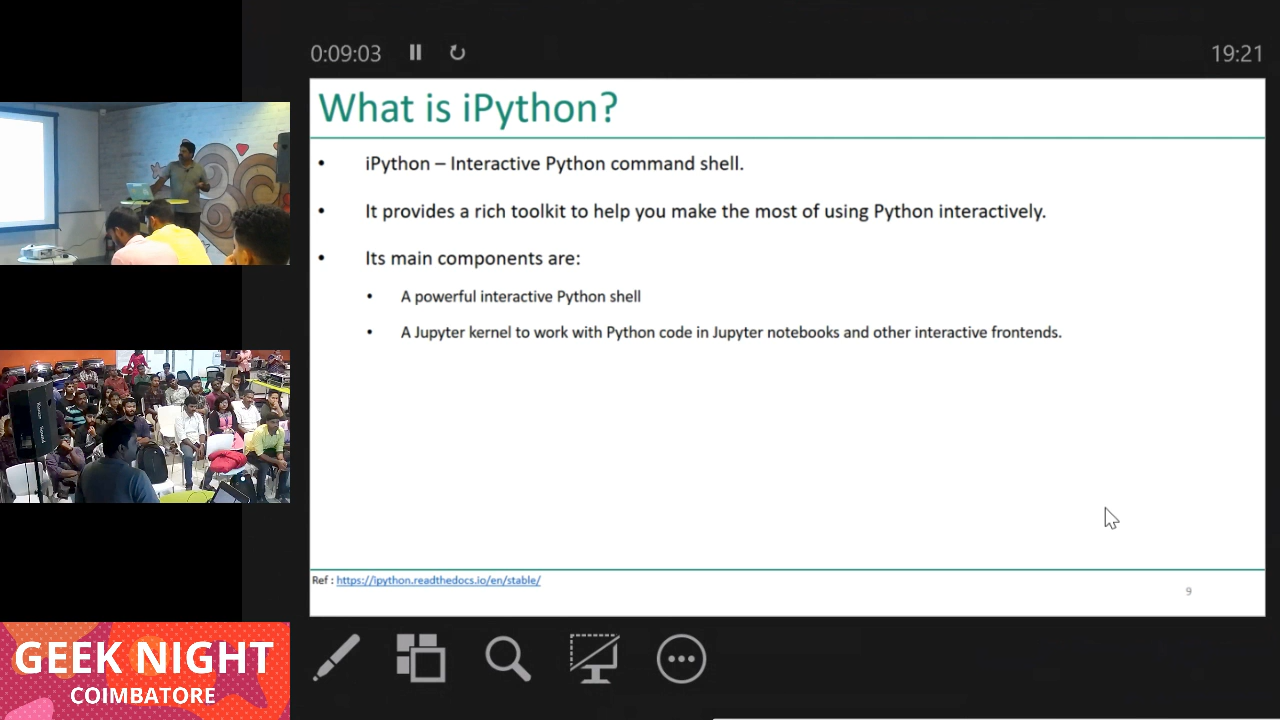 0:09:03
19:21
What is iPython?
• iPython – Interactive Python command shell.
• It provides a rich toolkit to help you make the most of using Python interactively.
• Its main components are:
• A powerful interactive Python shell
• A Jupyter kernel to work with Python code in Jupyter notebooks and other interactive frontends.
Ref : https://ipython.readthedocs.io/en/stable/
9
GEEK NIGHT
COIMBATORE